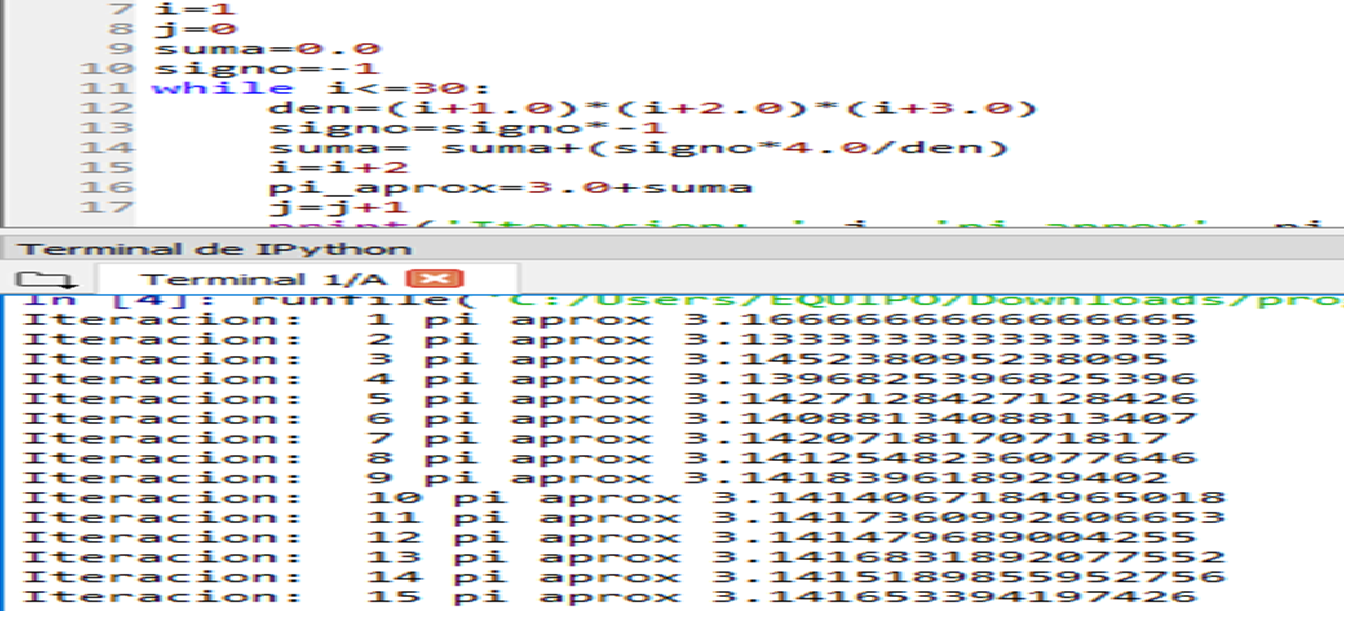 7 i=1
8 j=0
9 suma=0.0
10 signo=-1
11 while i<=30:
12 den=(i+1.0)*(i+2.0)*(i+3.0)
13 signo=signo*-1
14 suma= suma+(signo*4.0/den)
15 i=i+2
16 pi_aprox=3.0+suma
17 j=j+1
print('Iteracion: ' j 'pi aprox' pi
Terminal de IPython
Terminal 1/A
In [4]: runfile('C:/Users/EQUIPO/Downloads/pro
Iteracion: 1 pi aprox 3.1666666666666665
Iteracion: 2 pi aprox 3.1333333333333333
Iteracion: 3 pi aprox 3.145238095238095
Iteracion: 4 pi aprox 3.1396825396825396
Iteracion: 5 pi aprox 3.1427128427128426
Iteracion: 6 pi aprox 3.1408813408813407
Iteracion: 7 pi aprox 3.142071817071817
Iteracion: 8 pi aprox 3.1412548236077646
Iteracion: 9 pi aprox 3.141839618929402
Iteracion: 10 pi aprox 3.1414067184965018
Iteracion: 11 pi aprox 3.1417360992606653
Iteracion: 12 pi aprox 3.141479689004255
Iteracion: 13 pi aprox 3.1416831892077552
Iteracion: 14 pi aprox 3.1415189855952756
Iteracion: 15 pi aprox 3.141653394197426